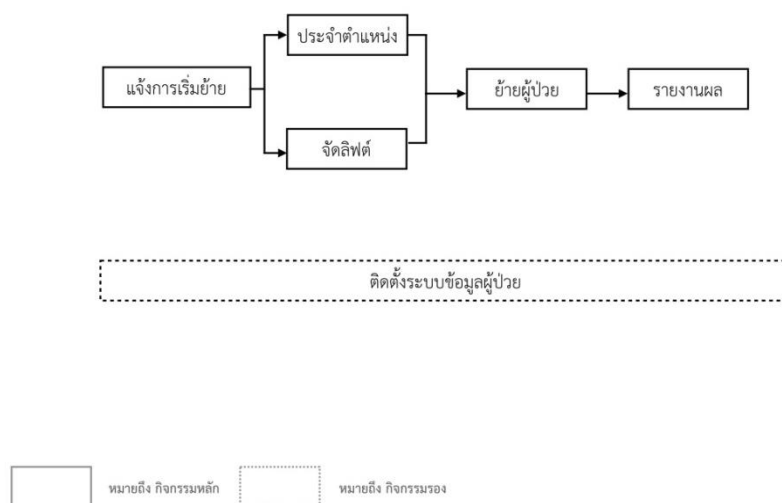 ประจำตำแหน่ง
แจ้งการเริ่มย้าย
ย้ายผู้ป่วย
รายงานผล
จัดลิฟต์
ติดตั้งระบบข้อมูลผู้ป่วย
หมายถึง กิจกรรมหลัก
หมายถึง กิจกรรมรอง